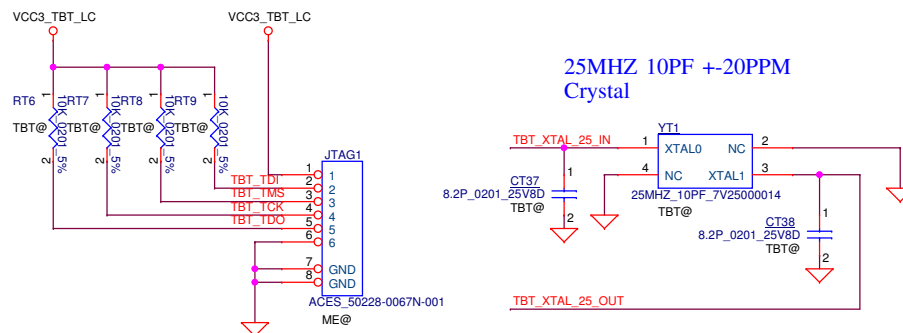 VCC3_TBT_LC
VCC3_TBT_LC
1
1
1
1
RT6
RT7
RT8
RT9
TBT@
TBT@
TBT@
TBT@
10K_0201_5%
10K_0201_5%
10K_0201_5%
10K_0201_5%
2
2
2
2
JTAG1
1
1
TBT_TDI
2
2
TBT_TMS
3
3
TBT_TCK
4
4
TBT_TDO
5
5
6
6
7
GND
8
GND
ACES_50228-0067N-001
ME@
25MHZ 10PF +-20PPM
Crystal
YT1
TBT_XTAL_25_IN
1
XTAL0
NC
2
4
NC
XTAL1
3
25MHZ_10PF_7V25000014
TBT@
1
CT37
8.2P_0201_25V8D
TBT@
2
1
CT38
8.2P_0201_25V8D
TBT@
2
TBT_XTAL_25_OUT